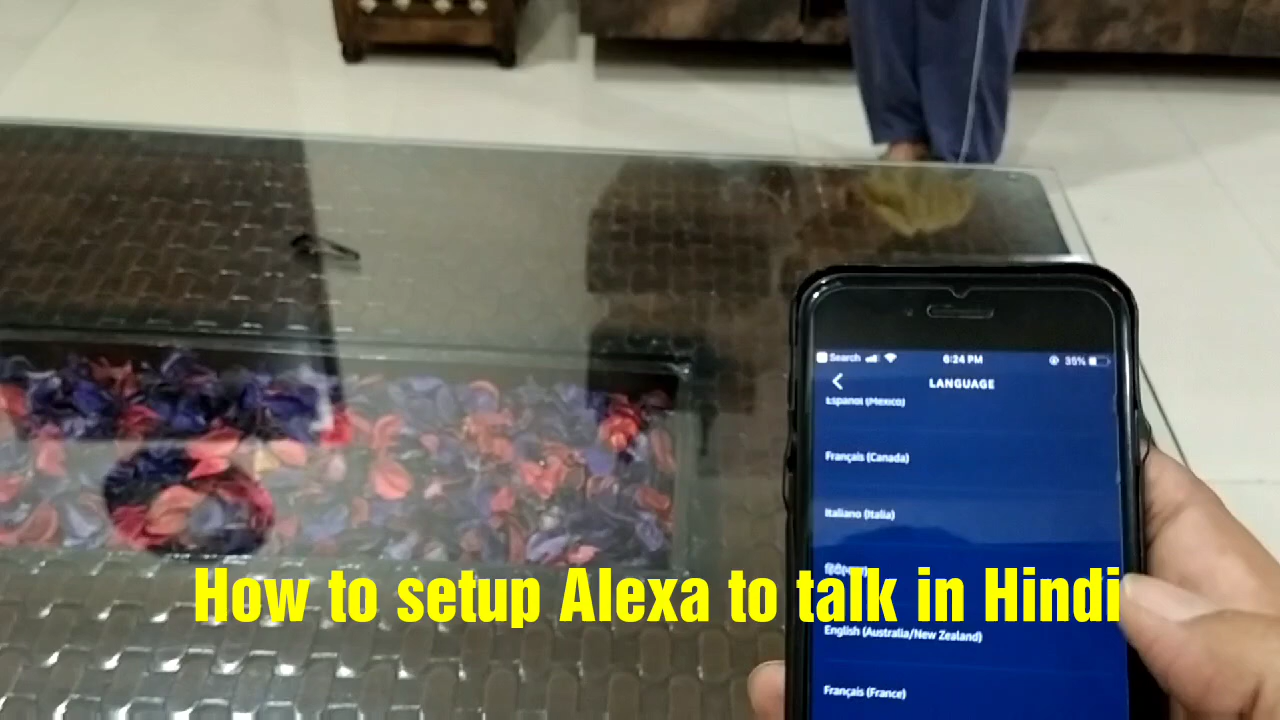 Search
6:24 PM
35%
LANGUAGE
Español (Mexico)
Français (Canada)
Italiano (Italia)
How to setup Alexa to talk in Hindi
English (Australia/New Zealand)
Français (France)